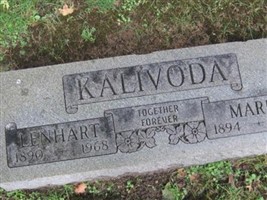 KALIVODA
TOGETHER
FOREVER
LENHART
1890 1968
MAR
1894